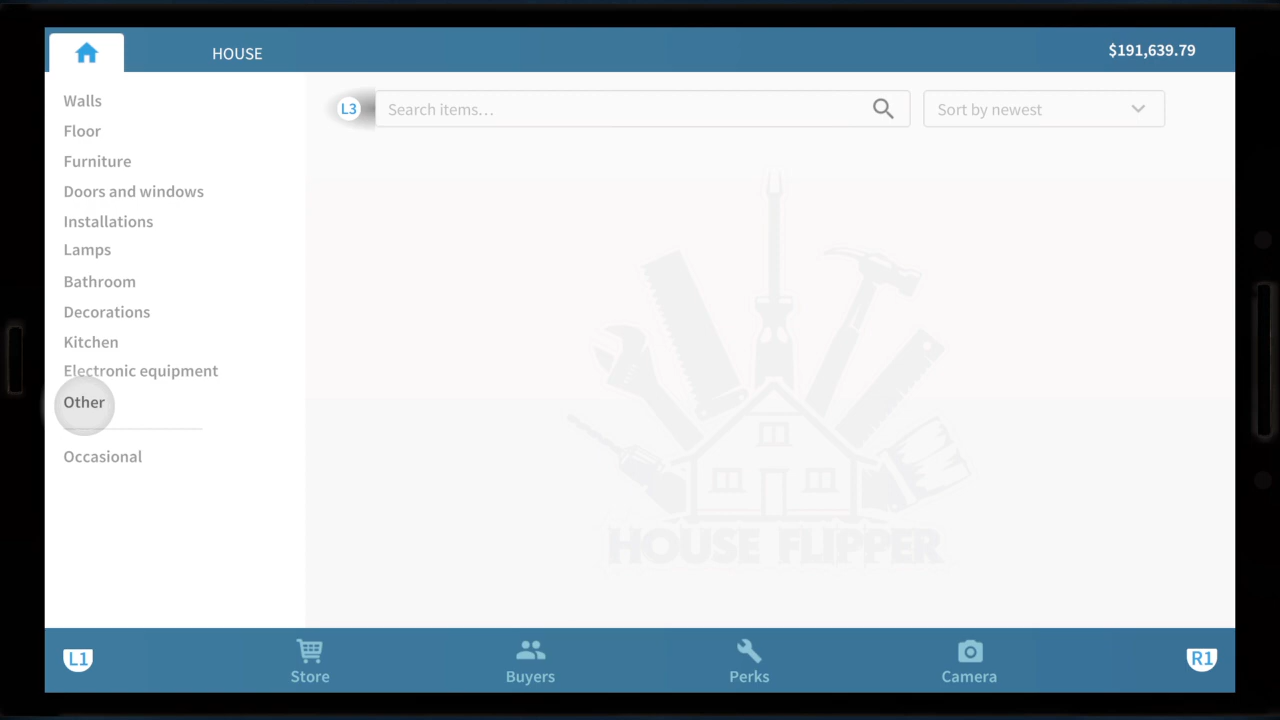 HOUSE
$191,639.79
Walls
Floor
Furniture
Doors and windows
Installations
Lamps
Bathroom
Decorations
Kitchen
Electronic equipment
Other
Occasional
L3
Search items...
Sort by newest
HOUSE FLIPPER
L1
Store
Buyers
Perks
Camera
R1